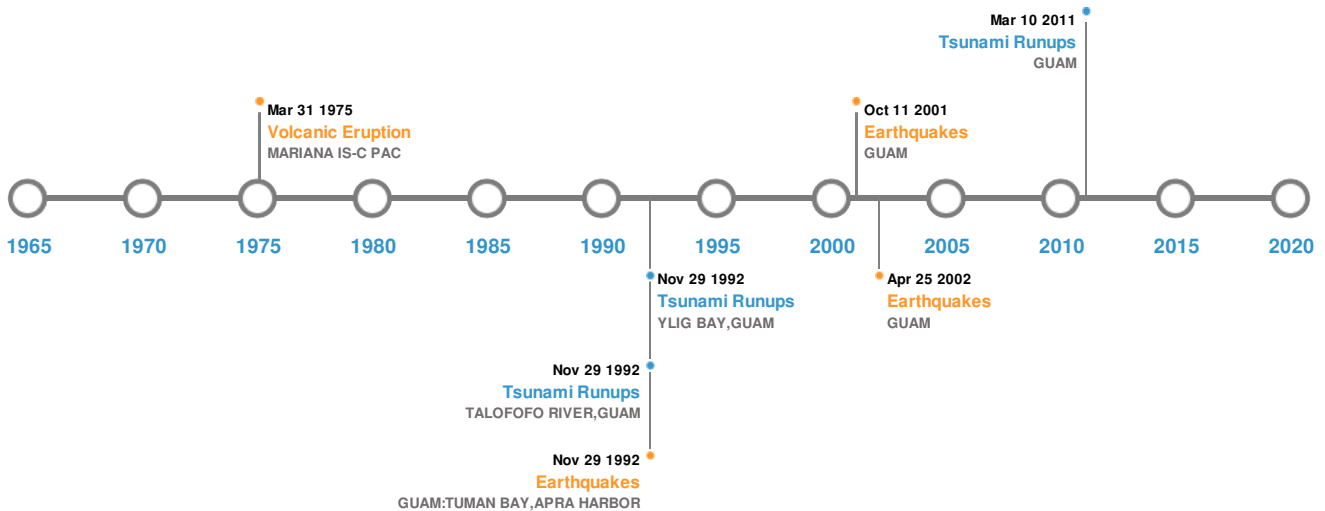 Mar 10 2011
Tsunami Runups
GUAM
Mar 31 1975
Volcanic Eruption
MARIANA IS-C PAC
Oct 11 2001
Earthquakes
GUAM
1965 1970 1975 1980 1985 1990 1995 2000 2005 2010 2015 2020
Nov 29 1992
Tsunami Runups
YLIG BAY,GUAM
Apr 25 2002
Earthquakes
GUAM
Nov 29 1992
Tsunami Runups
TALOFOFO RIVER,GUAM
Nov 29 1992
Earthquakes
GUAM:TUMAN BAY,APRA HARBOR